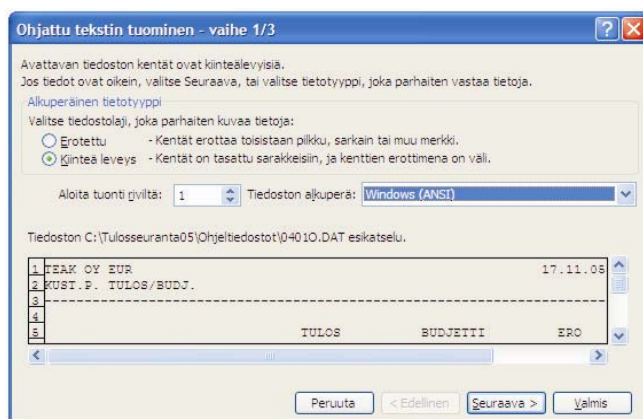 Ohjattu tekstin tuominen - vaihe 1/3
Avattavan tiedoston kentät ovat kiinteälevyisiä.
Jos tiedot ovat oikein, valitse Seuraava, tai valitse tietotyyppi, joka parhaiten vastaa tietoja.
Alkuperäinen tietotyyppi
Valitse tiedostolaji, joka parhaiten kuvaa tietoja:
Erotettu - Kentät erottaa toisistaan pilkku, sarkain tai muu merkki.
Kiinteä leveys - Kentät on tasattu sarakkeisiin, ja kenttien erottimena on väli.
Aloita tuonti riviltä: 1 Tiedoston alkuperä: Windows (ANSI)
Tiedoston C:\Tulosseuranta05\Ohjeltiedostot\0401O.DAT esikatselu.
1 TEAK OY EUR 17.11.05
2 KUST.P. TULOS/BUDJ.
3 ----------------------------------------------------------------------
4
5 TULOS BUDJETTI ERO
Peruuta < Edellinen Seuraava > Valmis